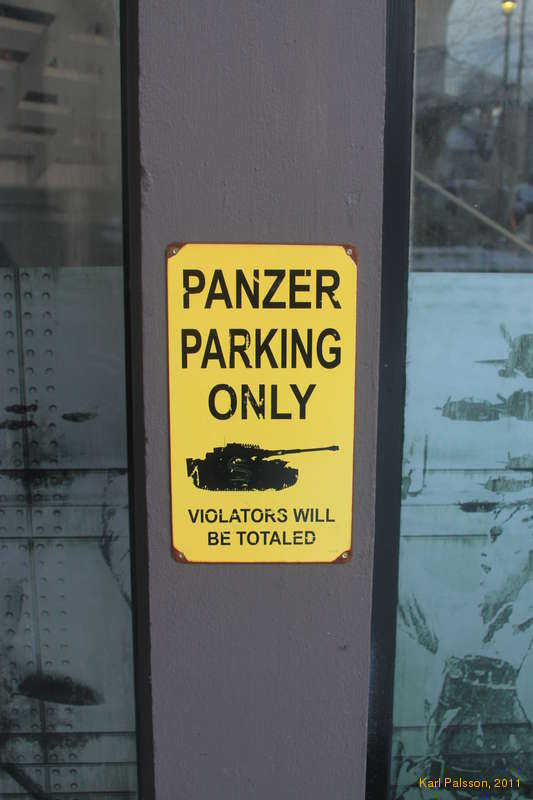 PANZER
PARKING
ONLY
VIOLATORS WILL
BE TOTALED
Karl Palsson, 2011